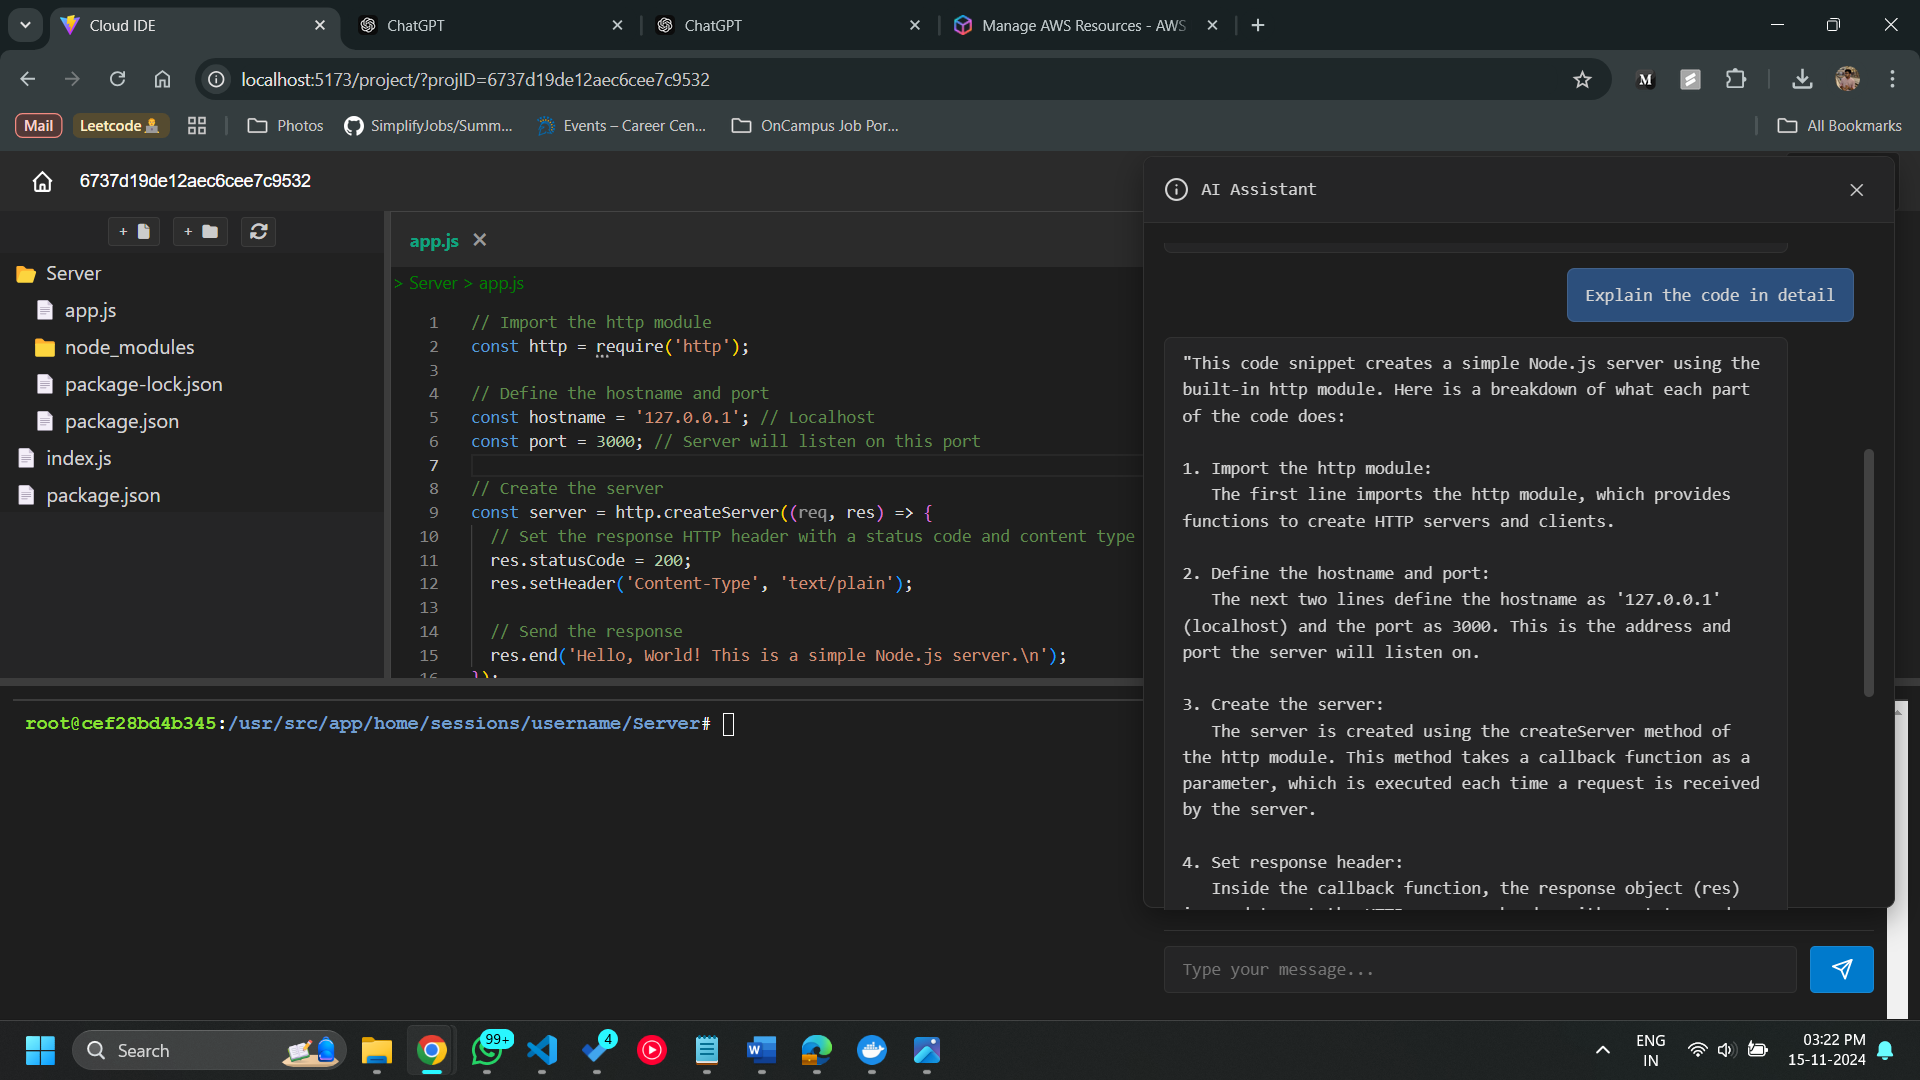 Cloud IDE
ChatGPT
ChatGPT
Manage AWS Resources - AWS
localhost:5173/project/?projID=6737d19de12aec6cee7c9532
M
Mail
Leetcode
Photos
SimplifyJobs/Summ...
Events – Career Cen...
OnCampus Job Por...
All Bookmarks
6737d19de12aec6cee7c9532
+
+
Server
app.js
node_modules
package-lock.json
package.json
index.js
package.json
app.js
> Server > app.js
1 // Import the http module
2 const http = require('http');
3
4 // Define the hostname and port
5 const hostname = '127.0.0.1'; // Localhost
6 const port = 3000; // Server will listen on this port
7
8 // Create the server
9 const server = http.createServer((req, res) => {
10 // Set the response HTTP header with a status code and content type
11 res.statusCode = 200;
12 res.setHeader('Content-Type', 'text/plain');
13
14 // Send the response
15 res.end('Hello, World! This is a simple Node.js server.\n');
16 });
root@cef28bd4b345:/usr/src/app/home/sessions/username/Server#
AI Assistant
Explain the code in detail
"This code snippet creates a simple Node.js server using the
built-in http module. Here is a breakdown of what each part
of the code does:
1. Import the http module:
The first line imports the http module, which provides
functions to create HTTP servers and clients.
2. Define the hostname and port:
The next two lines define the hostname as '127.0.0.1'
(localhost) and the port as 3000. This is the address and
port the server will listen on.
3. Create the server:
The server is created using the createServer method of
the http module. This method takes a callback function as a
parameter, which is executed each time a request is received
by the server.
4. Set response header:
Inside the callback function, the response object (res)
Type your message...
Search
99+
4
W
ENG
IN
03:22 PM
15-11-2024